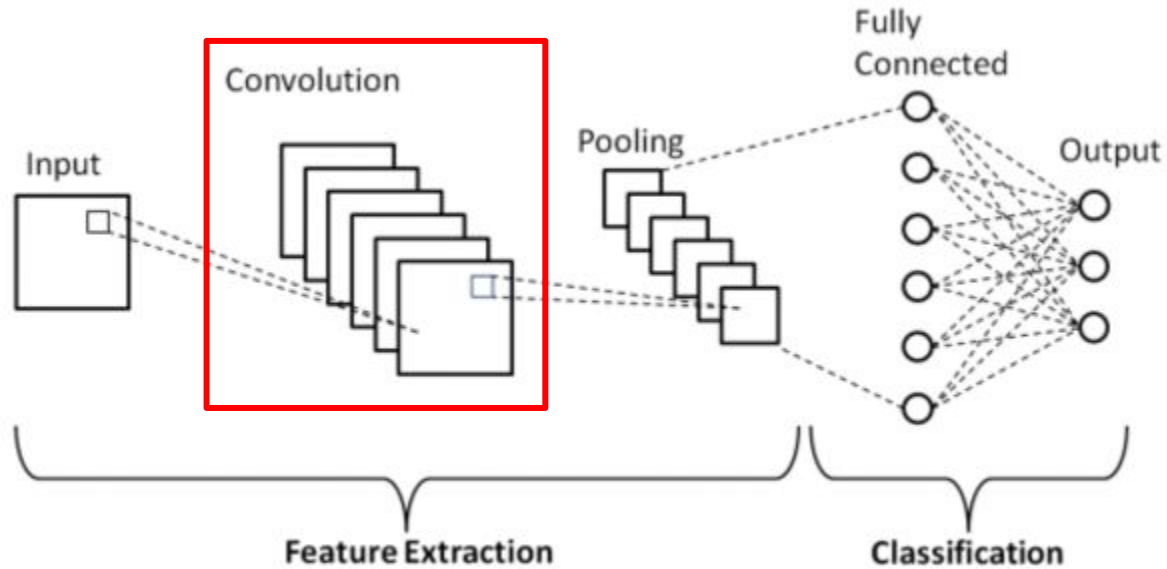 Input
Convolution
Pooling
Fully
Connected
Output
Feature Extraction
Classification